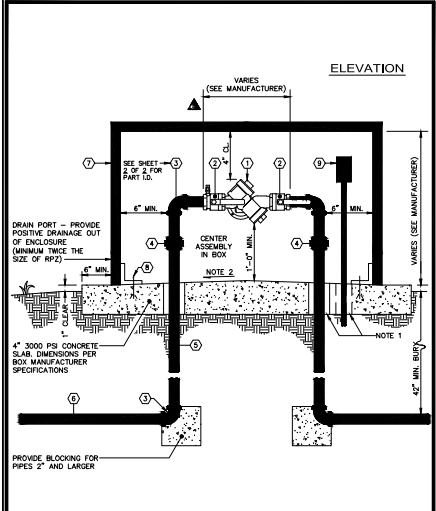 ELEVATION
VARIES
(SEE MANUFACTURER)
7
SEE SHEET
2 OF 2 FOR
PART I.D.
3
2
4" CL.
1
2
9
6" MIN.
6" MIN.
VARIES (SEE MANUFACTURER)
DRAIN PORT – PROVIDE
POSITIVE DRAINAGE OUT
OF ENCLOSURE
(MINIMUM TWICE THE
SIZE OF RPZ)
4
CENTER
ASSEMBLY
IN BOX
1'-0" MIN.
4
6" MIN.
8
NOTE 2
1" CLEAR
NOTE 1
4" 3000 PSI CONCRETE
SLAB. DIMENSIONS PER
BOX MANUFACTURER
SPECIFICATIONS
5
42" MIN. BURY
6
3
PROVIDE BLOCKING FOR
PIPES 2" AND LARGER